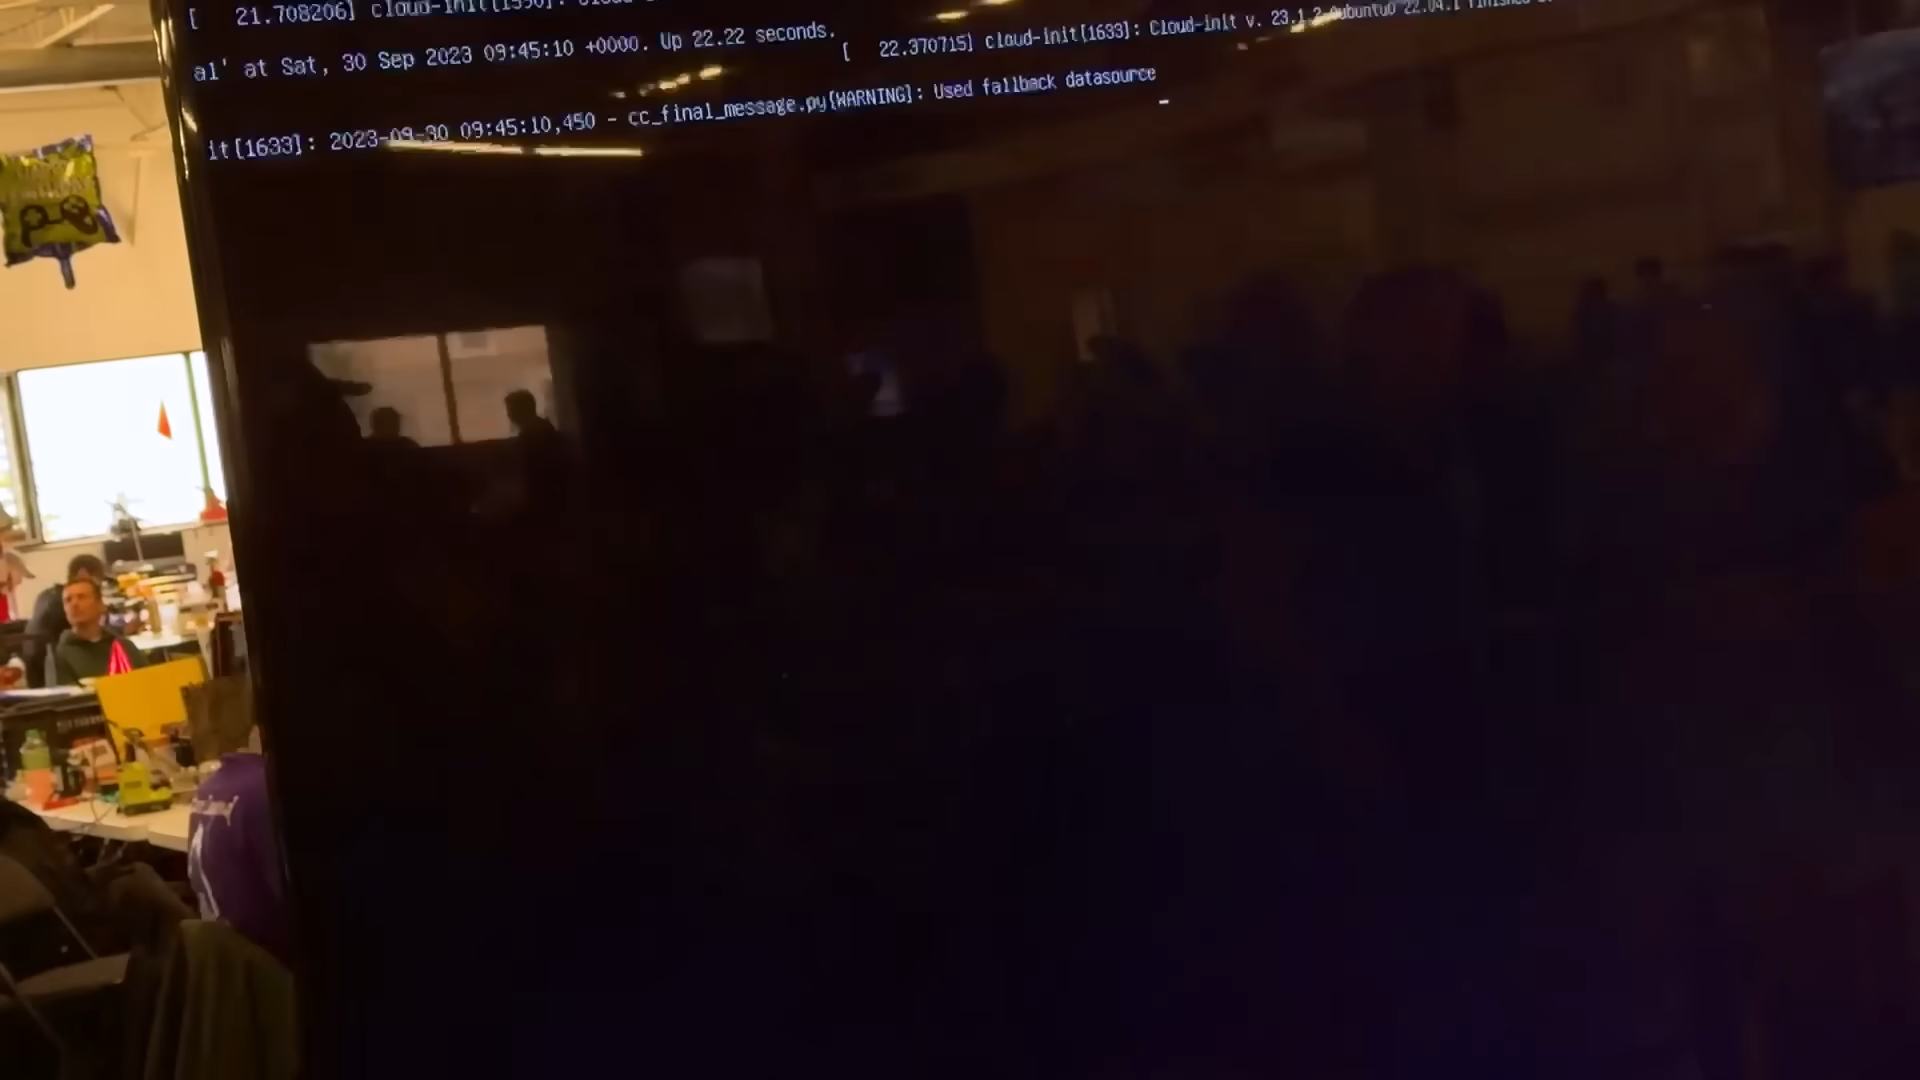 [ 21.708206] cloud-init[1590]:
al' at Sat, 30 Sep 2023 09:45:10 +0000. Up 22.22 seconds.
[ 22.370715] cloud-init[1633]: Cloud-init v. 23.1.2-0ubuntu0~22.04.1 finished
it[1633]: 2023-09-30 09:45:10,450 - cc_final_message.py[WARNING]: Used fallback datasource